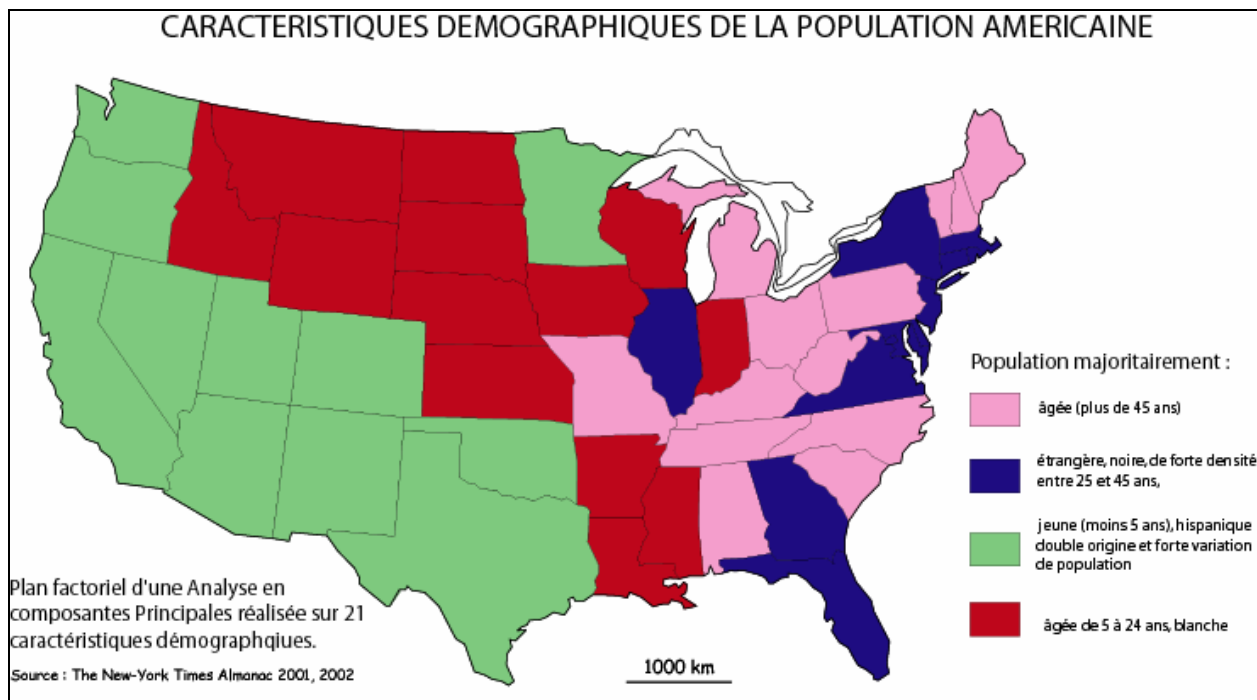 CARACTERISTIQUES DEMOGRAPHIQUES DE LA POPULATION AMERICAINE
Population majoritairement :
âgée (plus de 45 ans)
étrangère, noire, de forte densité
entre 25 et 45 ans,
jeune (moins 5 ans), hispanique
double origine et forte variation
de population
âgée de 5 à 24 ans, blanche
Plan factoriel d'une Analyse en
composantes Principales réalisée sur 21
caractéristiques démographqiues.
Source : The New-York Times Almanac 2001, 2002
1000 km